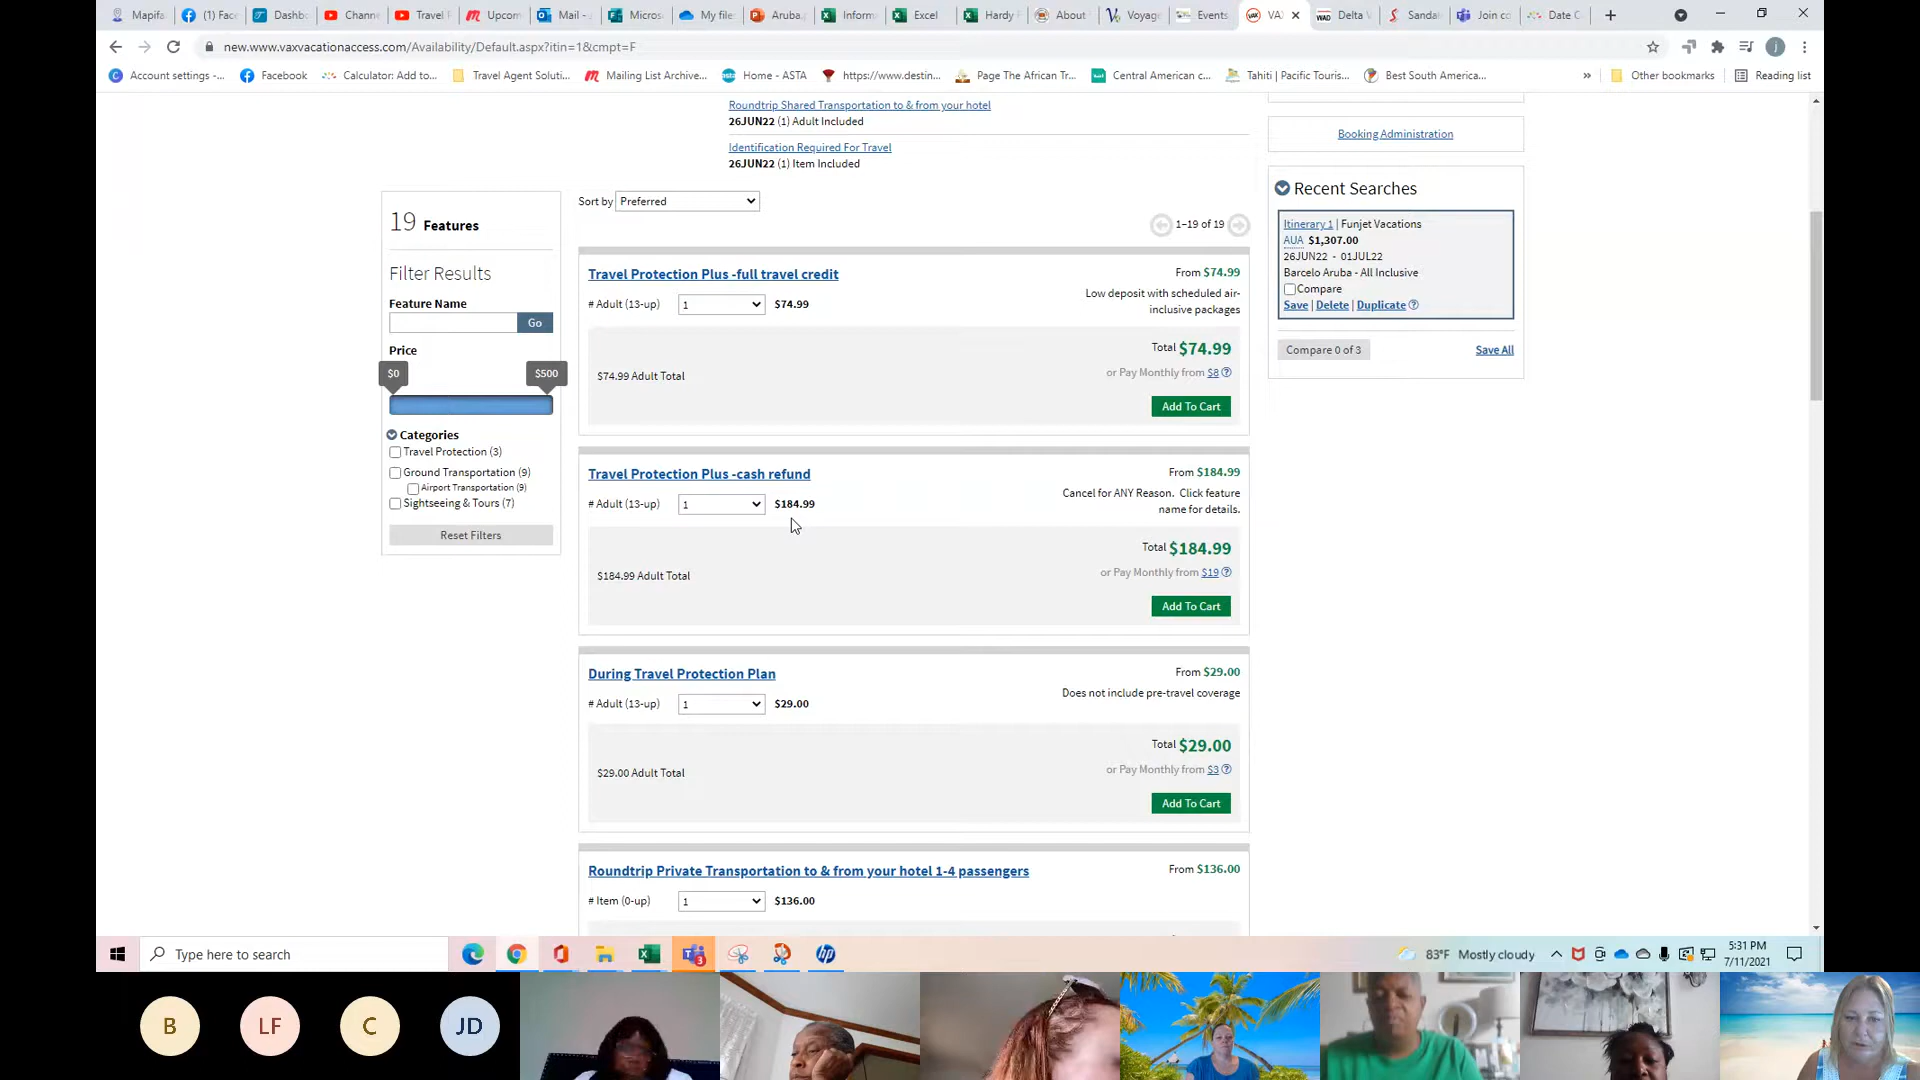 Mapifa
(1) Face
Dashbo
Channe
Travel F
Upcom
Mail -
Micros
My file
Aruba.p
Inform
Excel
Hardy F
About
Voyage
Events
VA
Delta V
Sandal
Join co
Date C
new.www.vaxvacationaccess.com/Availability/Default.aspx?itin=1&cmpt=F
Account settings -...
Facebook
Calculator: Add to...
Travel Agent Soluti...
Mailing List Archive...
Home - ASTA
https://www.destin...
Page The African Tr...
Central American c...
Tahiti | Pacific Touris...
Best South America...
»
Other bookmarks
Reading list
Roundtrip Shared Transportation to & from your hotel
26JUN22 (1) Adult Included
Identification Required For Travel
26JUN22 (1) Item Included
19 Features
Filter Results
Feature Name
Go
Price
$0
$500
Categories
Travel Protection (3)
Ground Transportation (9)
Airport Transportation (9)
Sightseeing & Tours (7)
Reset Filters
Sort by Preferred
1–19 of 19
Travel Protection Plus -full travel credit
From $74.99
# Adult (13-up) 1 $74.99
Low deposit with scheduled air-
inclusive packages
Total $74.99
$74.99 Adult Total
or Pay Monthly from $8
Add To Cart
Travel Protection Plus -cash refund
From $184.99
# Adult (13-up) 1 $184.99
Cancel for ANY Reason. Click feature
name for details.
Total $184.99
$184.99 Adult Total
or Pay Monthly from $19
Add To Cart
During Travel Protection Plan
From $29.00
# Adult (13-up) 1 $29.00
Does not include pre-travel coverage
Total $29.00
$29.00 Adult Total
or Pay Monthly from $3
Add To Cart
Roundtrip Private Transportation to & from your hotel 1-4 passengers
From $136.00
# Item (0-up) 1 $136.00
Booking Administration
Recent Searches
Itinerary 1 | Funjet Vacations
AUA $1,307.00
26JUN22 - 01JUL22
Barcelo Aruba - All Inclusive
Compare
Save | Delete | Duplicate
Compare 0 of 3
Save All
Type here to search
83°F Mostly cloudy
5:31 PM
7/11/2021
B
LF
C
JD